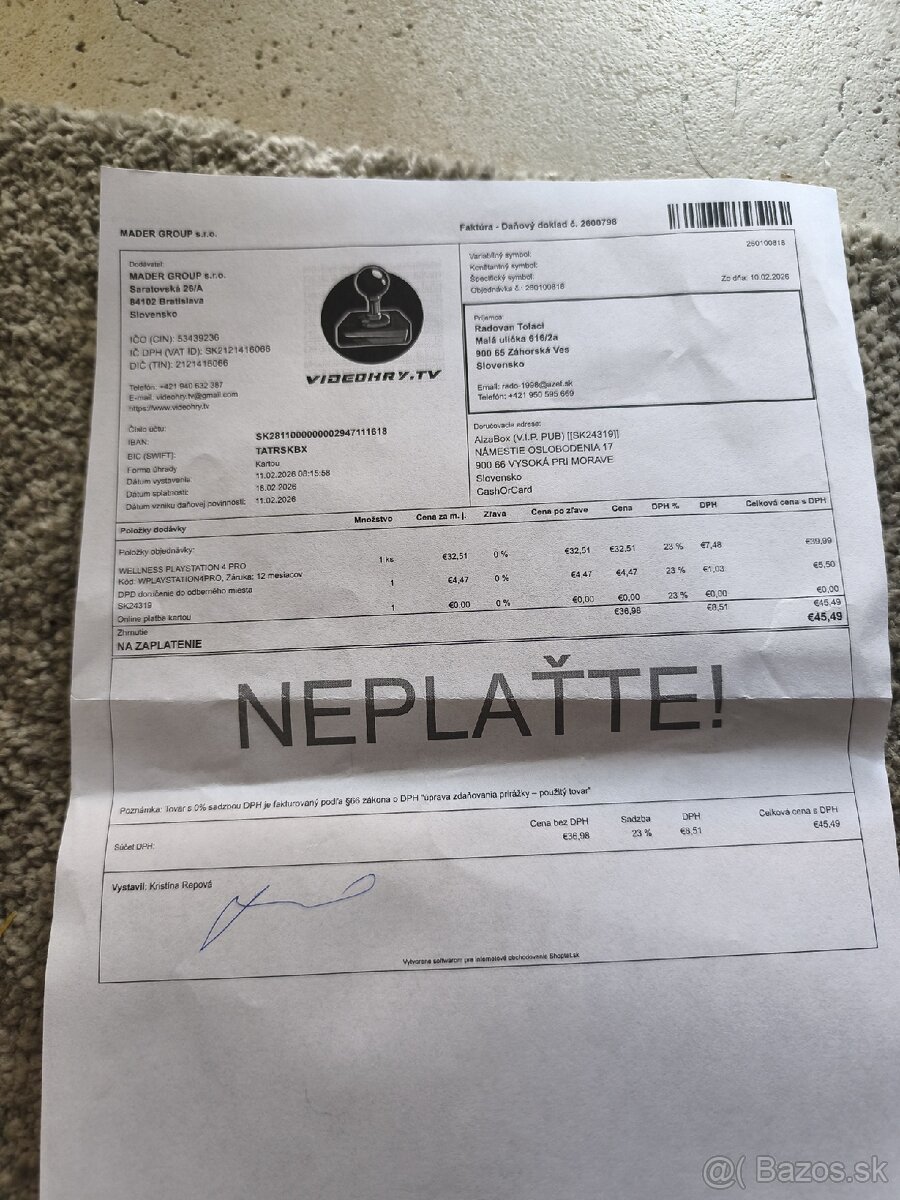 MADER GROUP s.r.o.
Faktúra - Daňový doklad č. 2600798
Dodávateľ:
MADER GROUP s.r.o.
Saratovská 26/A
84102 Bratislava
Slovensko
IČO (CIN): 53439236
IČ DPH (VAT ID): SK2121416066
DIČ (TIN): 2121416066
Telefón: +421 940 632 387
E-mail: videohry.tv@gmail.com
https://www.videohry.tv
VIDEOHRY.TV
Číslo účtu:
IBAN: SK2811000000002947111618
BIC (SWIFT): TATRSKBX
Forma úhrady Kartou
Dátum vystavenia 11.02.2026 08:15:58
Dátum splatnosti: 18.02.2026
Dátum vzniku daňovej povinnosti: 11.02.2026
Variabilný symbol: 260100818
Konštantný symbol:
Špecifický symbol:
Objednávka č.: 260100818 Zo dňa: 10.02.2026
Príjemca
Radovan Tolaci
Malá ulička 616/2a
900 65 Záhorská Ves
Slovensko
Email: rado-1998@azet.sk
Telefón: +421 950 595 669
Doručovacia adresa:
AlzaBox (V.I.P. PUB) [[SK24319]]
NÁMESTIE OSLOBODENIA 17
900 66 VYSOKÁ PRI MORAVE
Slovensko
CashOrCard
Položky dodávky Množstvo Cena za m. j. Zľava Cena po zľave Cena DPH % DPH Celková cena s DPH
Položky objednávky:
WELLNESS PLAYSTATION 4 PRO 1 ks €32,51 0 % €32,51 €32,51 23 % €7,48 €39,99
Kód: WPLAYSTATION4PRO, Záruka: 12 mesiacov
DPD doručenie do odberného miesta 1 €4,47 0 % €4,47 €4,47 23 % €1,03 €5,50
SK24319
Online platba kartou 1 €0,00 0 % €0,00 €0,00 23 % €0,00 €0,00
Zhrnutie €36,98 €8,51 €45,49
NA ZAPLATENIE €45,49
NEPLAŤTE!
Poznámka: Tovar s 0% sadzbou DPH je fakturovaný podľa §66 zákona o DPH "úprava zdaňovania prirážky – použitý tovar"
Cena bez DPH Sadzba DPH Celková cena s DPH
Súčet DPH: €36,98 23 % €8,51 €45,49
Vystavil: Kristína Repová
Vytvorené softwarom pre internetové obchodovanie Shoptet.sk
@( Bazos.sk